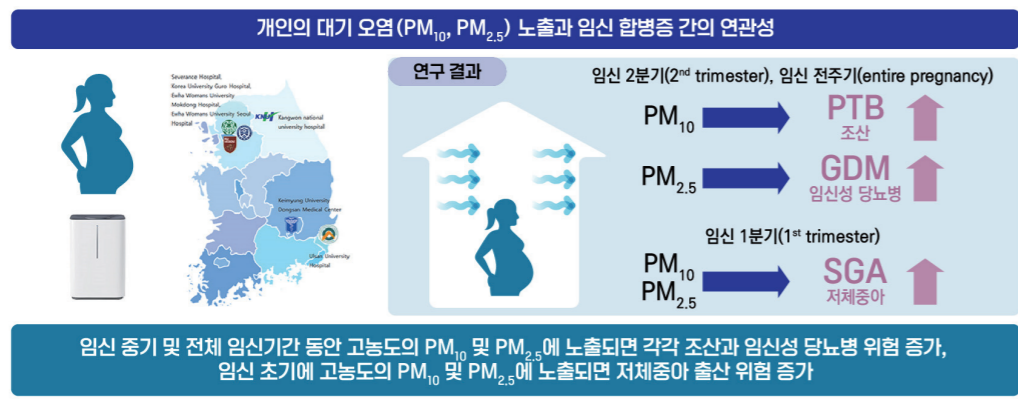 개인의 대기 오염(PM10, PM2.5) 노출과 임신 합병증 간의 연관성
Severance Hospital,
Korea University Guro Hospital,
Ewha Womans University
Mokdong Hospital,
Ewha Womans University Seoul
Hospital
KNUH
Kangwon national
university hospital
Keimyung University
Dongsan Medical Center
Ulsan University
Hospital
연구 결과
임신 2분기(2nd trimester), 임신 전주기(entire pregnancy)
PM10
PTB
조산
PM2.5
GDM
임신성 당뇨병
임신 1분기(1st trimester)
PM10
PM2.5
SGA
저체중아
임신 중기 및 전체 임신기간 동안 고농도의 PM10 및 PM2.5에 노출되면 각각 조산과 임신성 당뇨병 위험 증가,
임신 초기에 고농도의 PM10 및 PM2.5에 노출되면 저체중아 출산 위험 증가